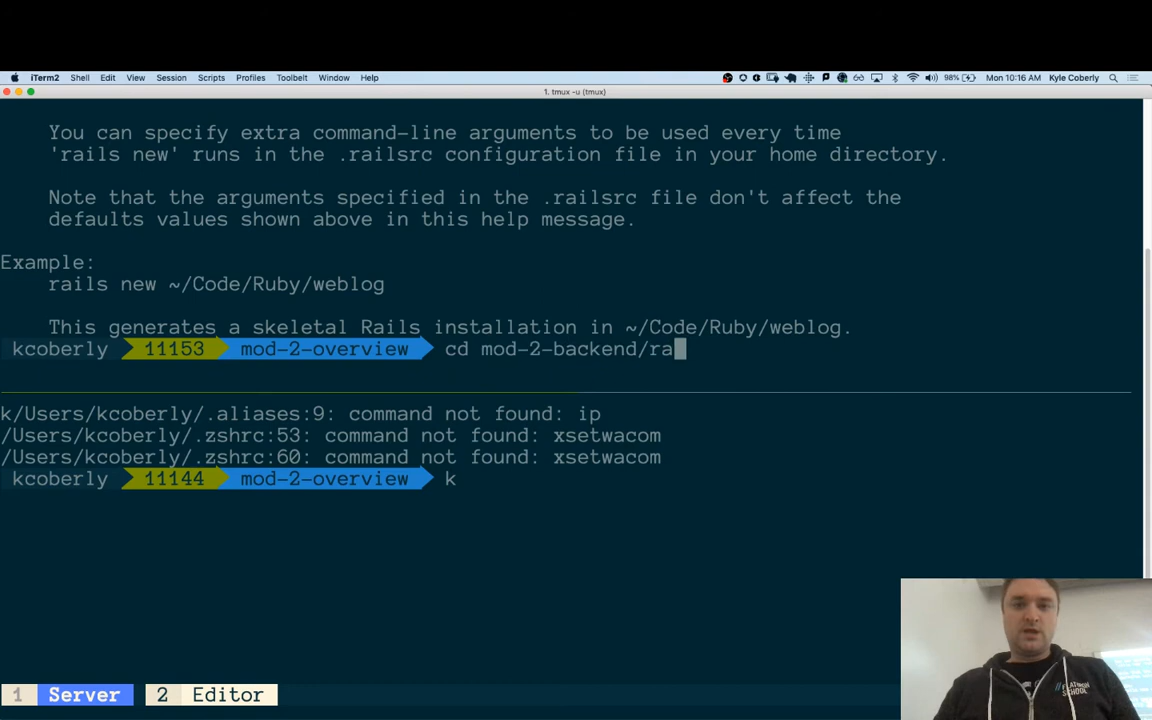 iTerm2 Shell Edit View Session Scripts Profiles Toolbelt Window Help 98% Mon 10:16 AM Kyle Coberly
1. tmux -u (tmux)
You can specify extra command-line arguments to be used every time
'rails new' runs in the .railsrc configuration file in your home directory.
Note that the arguments specified in the .railsrc file don't affect the
defaults values shown above in this help message.
Example:
rails new ~/Code/Ruby/weblog
This generates a skeletal Rails installation in ~/Code/Ruby/weblog.
kcoberly 11153 mod-2-overview cd mod-2-backend/ra
k/Users/kcoberly/.aliases:9: command not found: ip
/Users/kcoberly/.zshrc:53: command not found: xsetwacom
/Users/kcoberly/.zshrc:60: command not found: xsetwacom
kcoberly 11144 mod-2-overview k
SCHOOL
1 Server 2 Editor